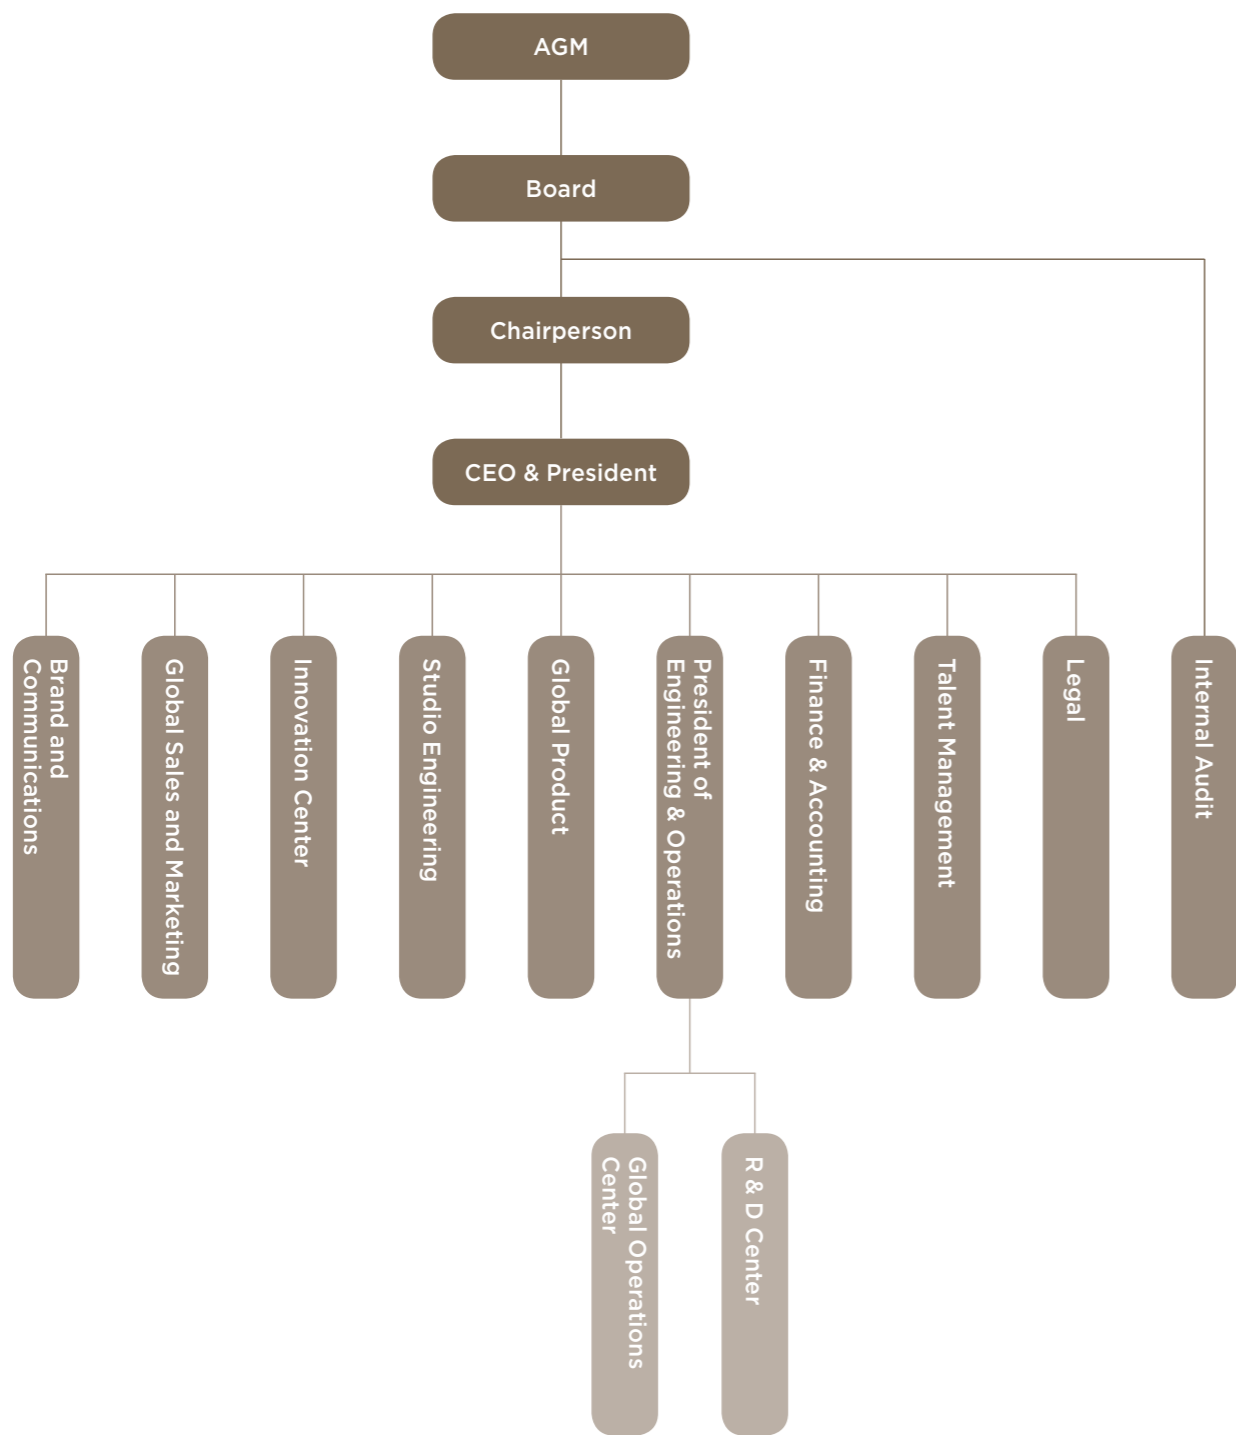 AGM
Board
Chairperson
CEO & President
Brand and
Communications
Global Sales and Marketing
Innovation Center
Studio Engineering
Global Product
President of
Engineering & Operations
Finance & Accounting
Talent Management
Legal
Internal Audit
Global Operations
Center
R & D Center